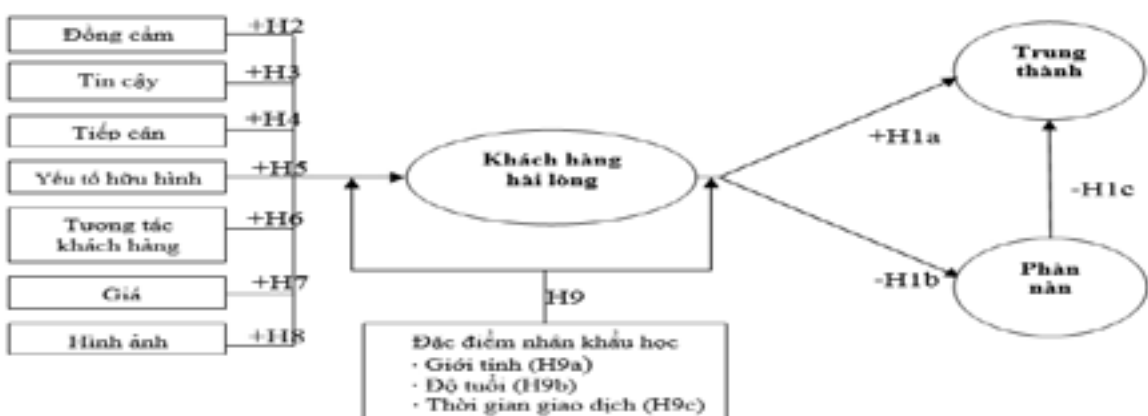 Đồng cảm
+H2
Tin cậy
+H3
Tiếp cận
+H4
Yếu tố hữu hình
+H5
Tương tác
khách hàng
+H6
Giá
+H7
Hình ảnh
+H8
Khách hàng
hài lòng
H9
Đặc điểm nhân khẩu học
· Giới tính (H9a)
· Độ tuổi (H9b)
· Thời gian giao dịch (H9c)
+H1a
-H1b
Trung
thành
-H1c
Phàn
nàn